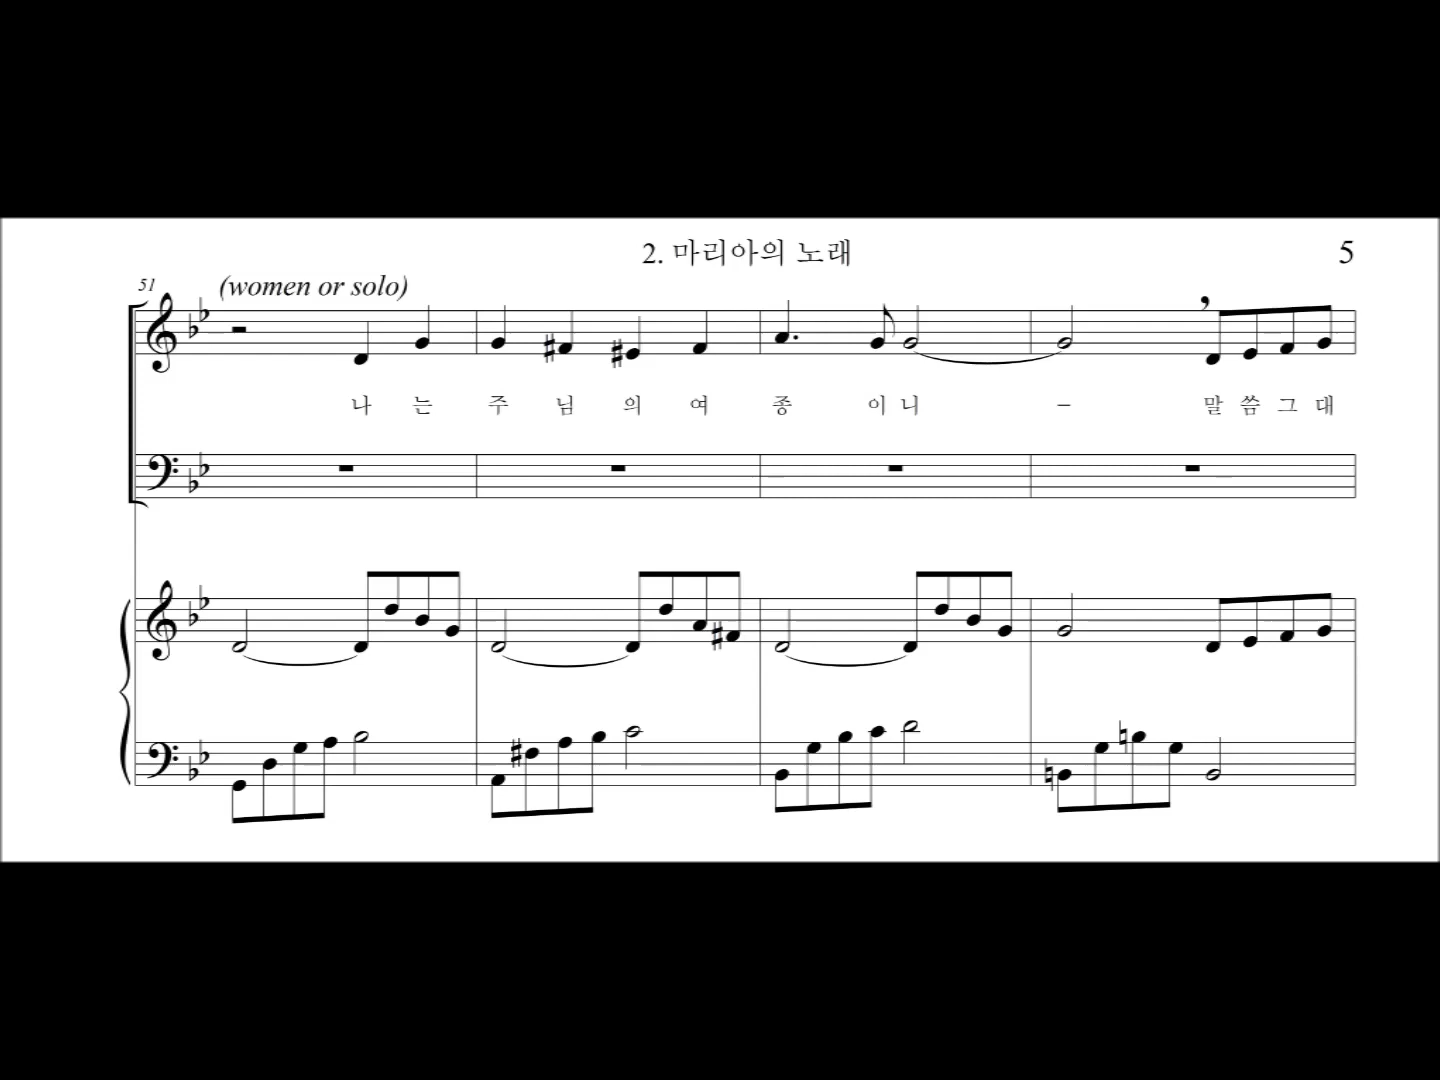 2. 마리아의 노래
5
51
(women or solo)
나 는 주 님 의 여 종 이 니 - 말 씀 그 대